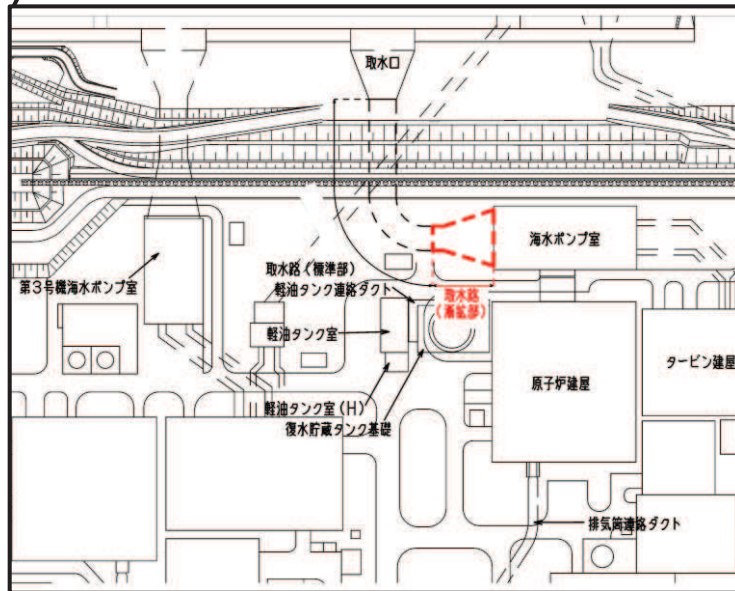 取水口
海水ポンプ室
第3号機海水ポンプ室
取水路(標準部)
軽油タンク連絡ダクト
取水路
(漸拡部)
軽油タンク室
原子炉建屋
タービン建屋
軽油タンク室(H)
復水貯蔵タンク基礎
排気筒連絡ダクト